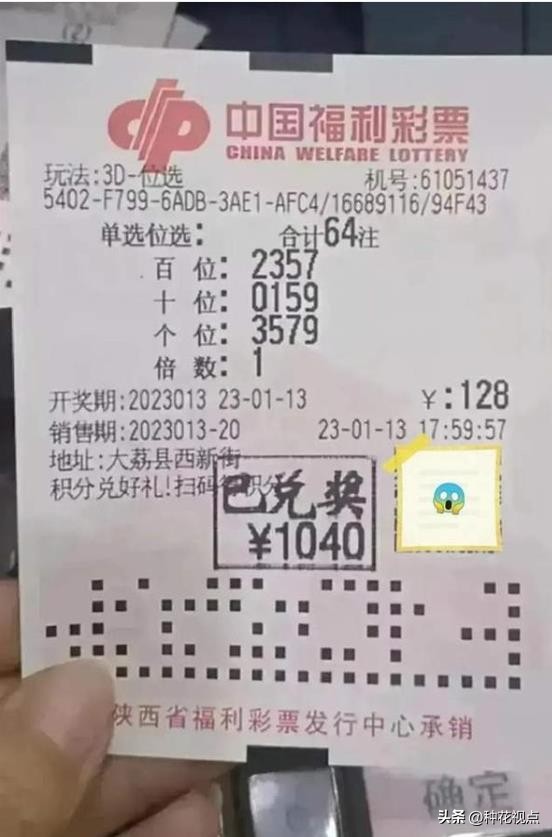 中国福利彩票
CHINA WELFARE LOTTERY
玩法:3D-位选 机号:61051437
5402-F799-6ADB-3AE1-AFC4/16689116/94F43
单选位选: 合计64注
百位: 2357
十位: 0159
个位: 3579
倍数: 1
开奖期:2023013 23-01-13 ¥:128
销售期:2023013-20 23-01-13 17:59:57
地址:大荔县西新街
积分兑好礼!扫码 积分
已兑奖
¥1040
陕西省福利彩票发行中心承销
确定
头条 @种花视点